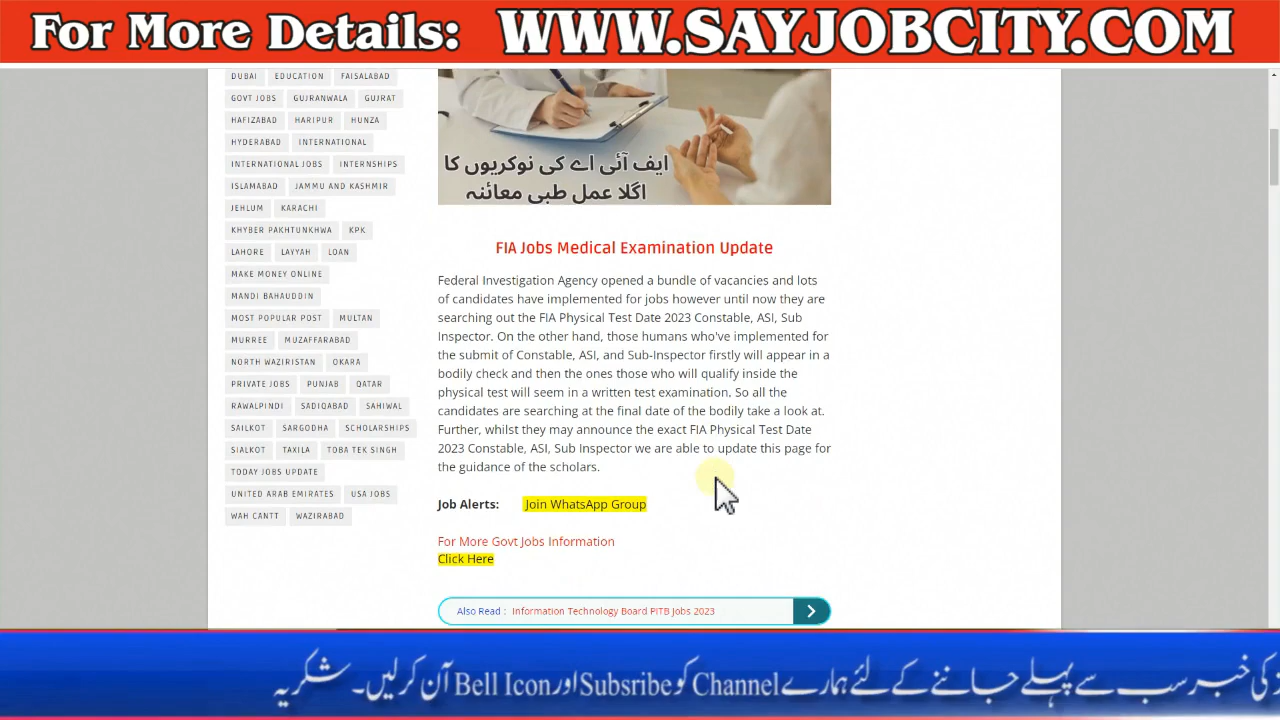 For More Details: WWW.SAYJOBCITY.COM
DUBAI EDUCATION FAISALABAD
GOVT JOBS GUJRANWALA GUJRAT
HAFIZABAD HARIPUR HUNZA
HYDERABAD INTERNATIONAL
INTERNATIONAL JOBS INTERNSHIPS
ISLAMABAD JAMMU AND KASHMIR
JEHLUM KARACHI
KHYBER PAKHTUNKHWA KPK
LAHORE LAYYAH LOAN
MAKE MONEY ONLINE
MANDI BAHAUDDIN
MOST POPULAR POST MULTAN
MURREE MUZAFFARABAD
NORTH WAZIRISTAN OKARA
PRIVATE JOBS PUNJAB QATAR
RAWALPINDI SADIQABAD SAHIWAL
SAILKOT SARGODHA SCHOLARSHIPS
SIALKOT TAXILA TOBA TEK SINGH
TODAY JOBS UPDATE
UNITED ARAB EMIRATES USA JOBS
WAH CANTT WAZIRABAD
ایف آئی اے کی نوکریوں کا
اگلا عمل طبی معائنہ
FIA Jobs Medical Examination Update
Federal Investigation Agency opened a bundle of vacancies and lots
of candidates have implemented for jobs however until now they are
searching out the FIA Physical Test Date 2023 Constable, ASI, Sub
Inspector. On the other hand, those humans who've implemented for
the submit of Constable, ASI, and Sub-Inspector firstly will appear in a
bodily check and then the ones those who will qualify inside the
physical test will seem in a written test examination. So all the
candidates are searching at the final date of the bodily take a look at.
Further, whilst they may announce the exact FIA Physical Test Date
2023 Constable, ASI, Sub Inspector we are able to update this page for
the guidance of the scholars.
Job Alerts: Join WhatsApp Group
For More Govt Jobs Information
Click Here
Also Read : Information Technology Board PITB Jobs 2023
کی خبر سب سے پہلے جاننے کے لئے ہمارے Channel کو Subsribe اور Bell Icon آن کرلیں۔ شکریہ